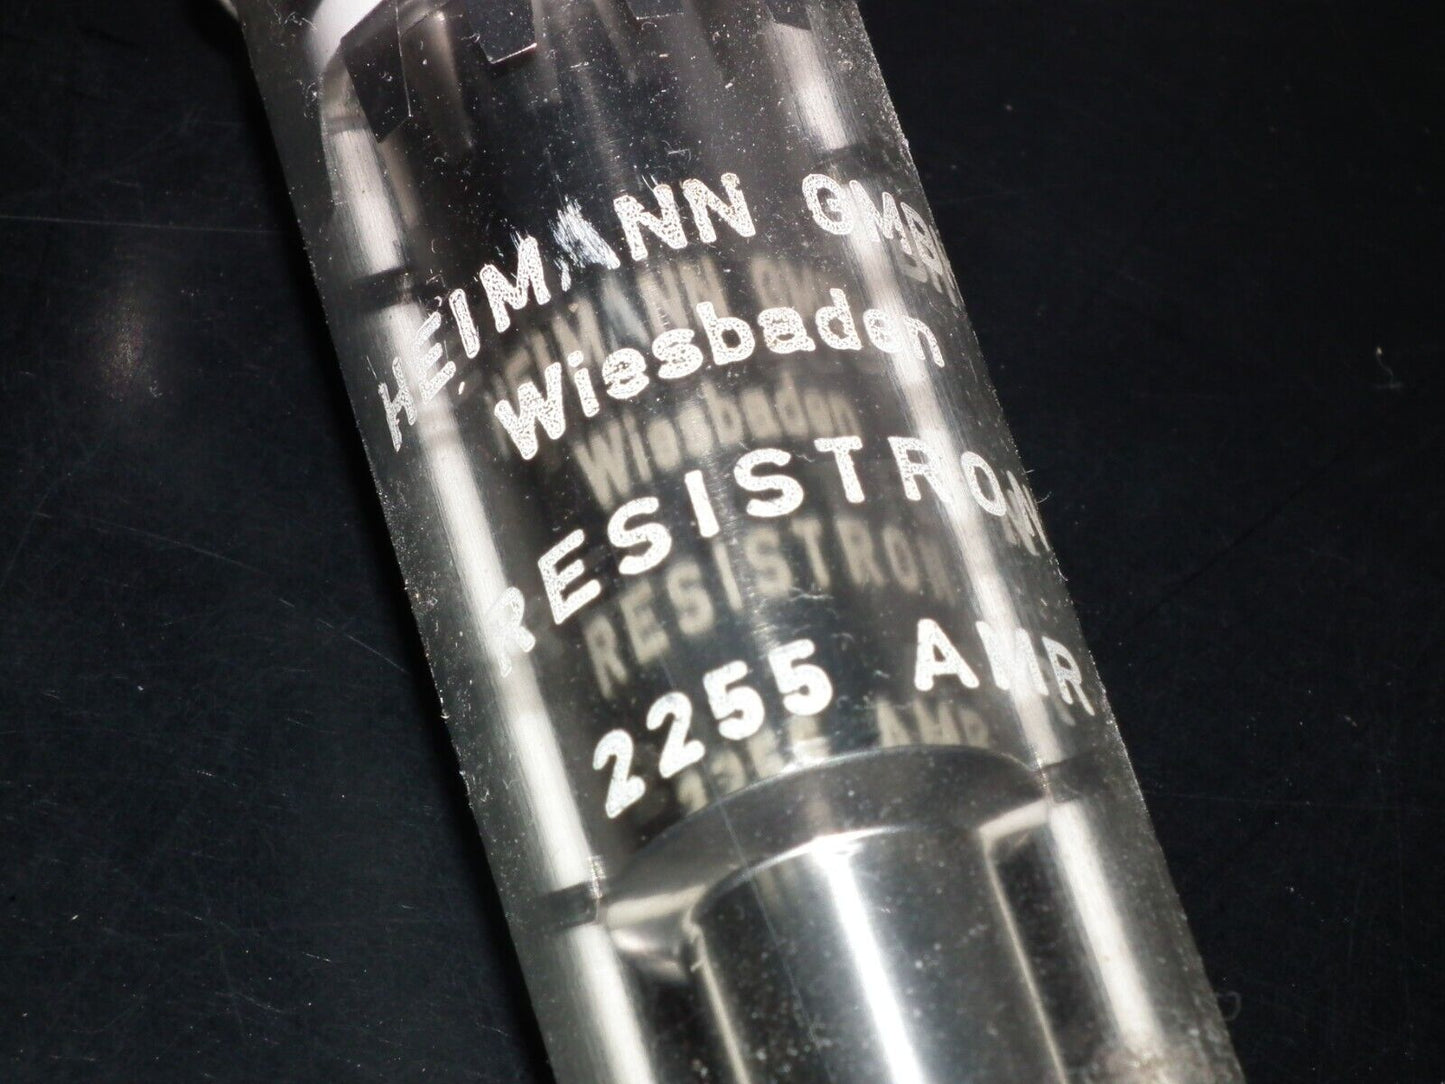 HEIMANN GMBH
Wiesbaden
RESISTRON
2255 AMR